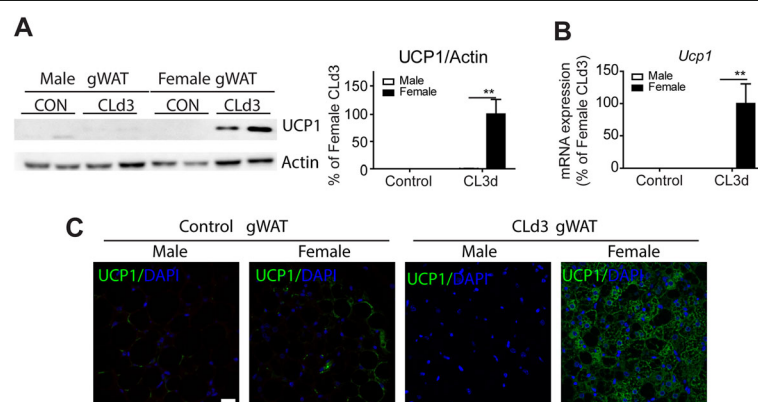 A
Male gWAT
Female gWAT
CON
CLd3
CON
CLd3
UCP1
Actin
UCP1/Actin
% of Female CLd3
150
100
50
0
Male
Female
**
Control
CL3d
B
Ucp1
mRNA expression
(% of Female CLd3)
150
100
50
0
Male
Female
**
Control
CL3d
C
Control gWAT
CLd3 gWAT
Male
Female
Male
Female
UCP1/DAPI
UCP1/DAPI
UCP1/DAPI
UCP1/DAPI